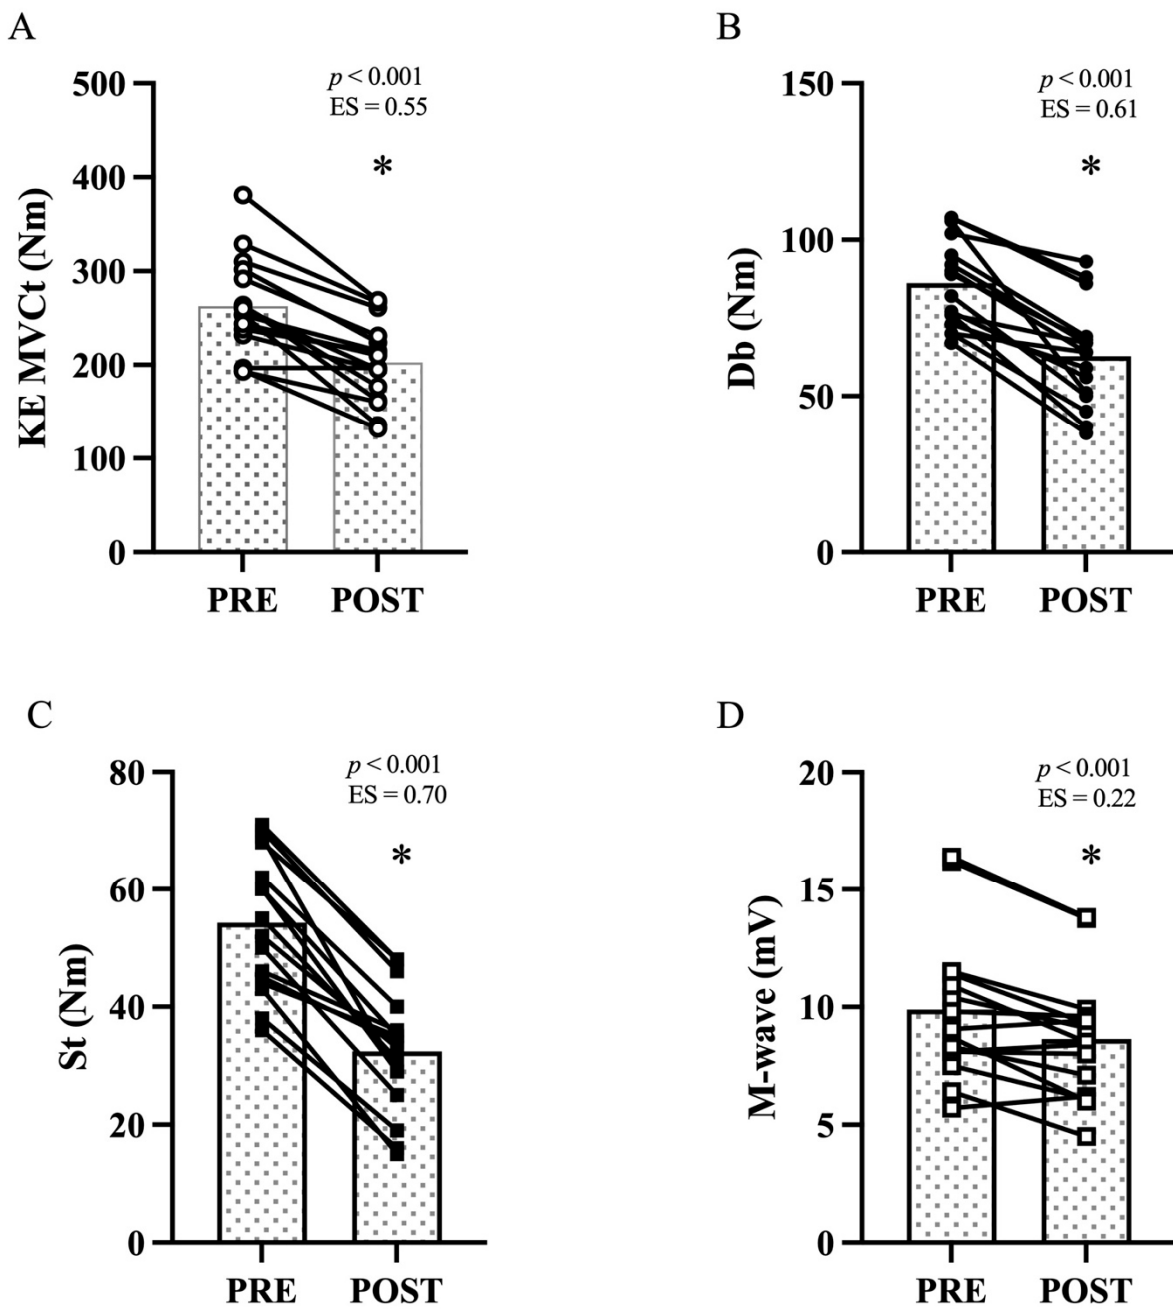 A
p < 0.001
ES = 0.55
*
KE MVCt (Nm)
500
400
300
200
100
0
PRE POST
B
p < 0.001
ES = 0.61
*
Db (Nm)
150
100
50
0
PRE POST
C
p < 0.001
ES = 0.70
*
St (Nm)
80
60
40
20
0
PRE POST
D
p < 0.001
ES = 0.22
*
M-wave (mV)
20
15
10
5
0
PRE POST